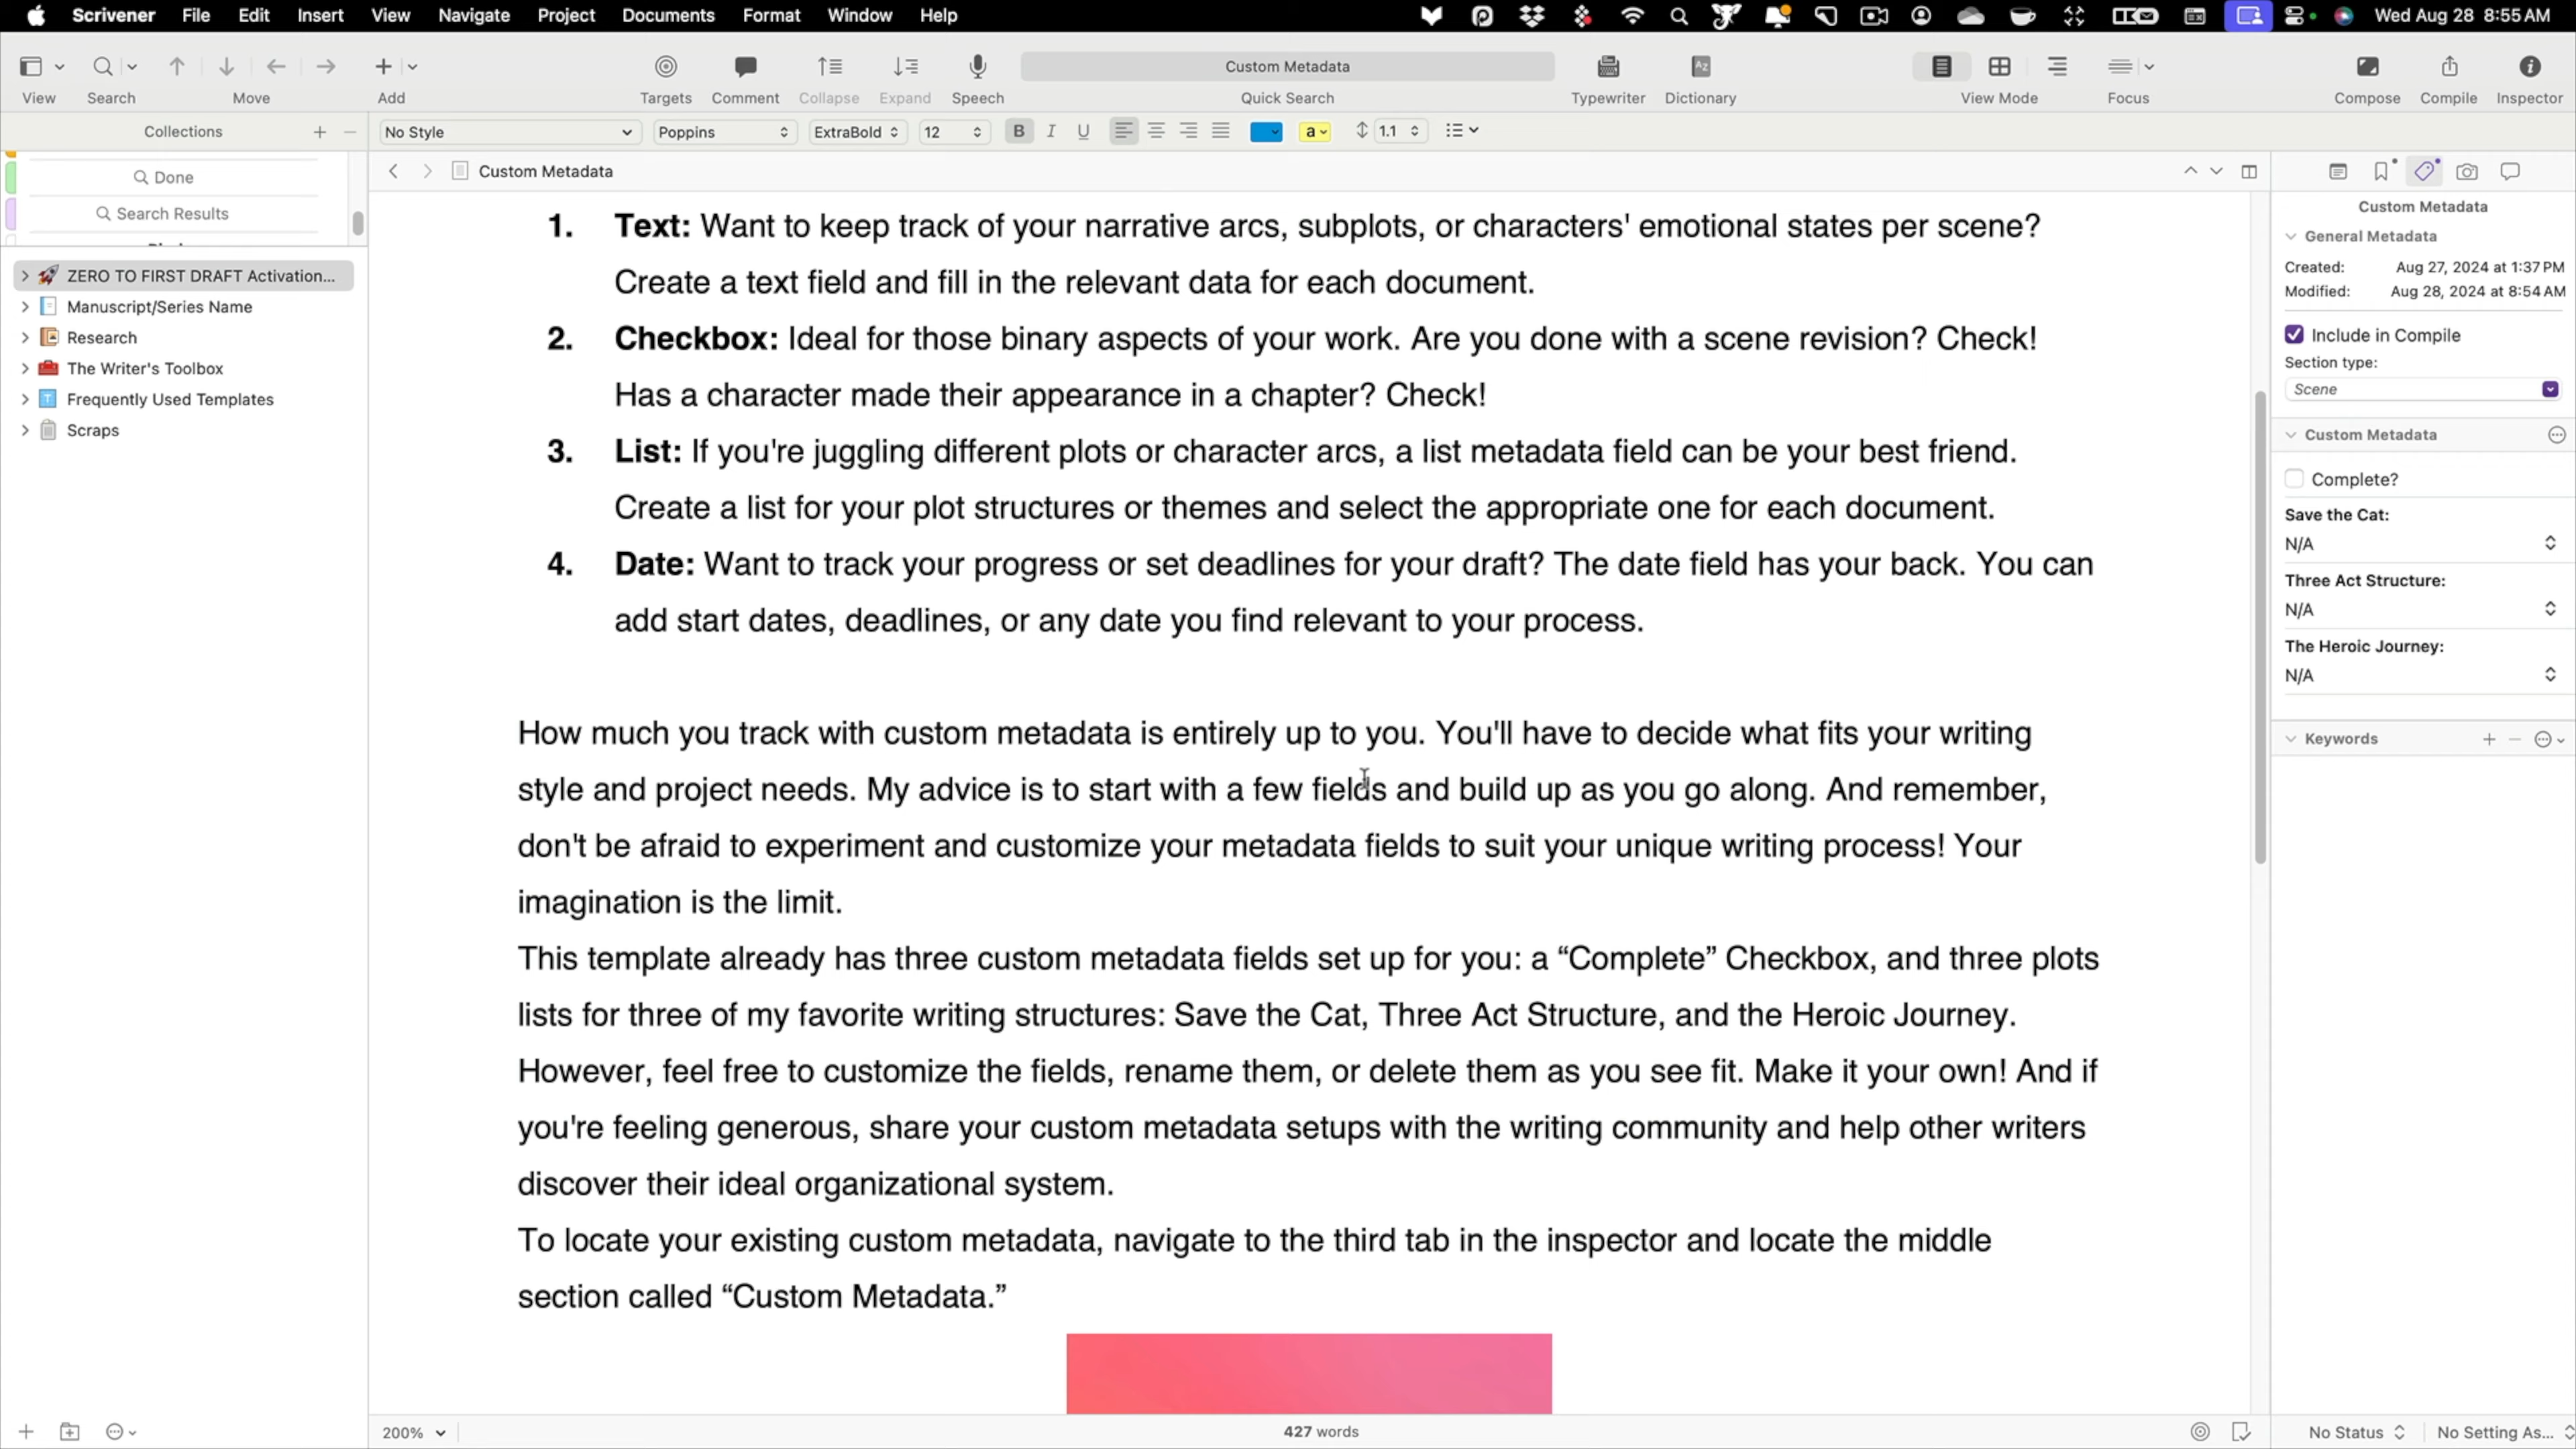 Scrivener File Edit Insert View Navigate Project Documents Format Window Help Wed Aug 28 8:55 AM
Custom Metadata
View Search Move Add Targets Comment Collapse Expand Speech Quick Search Typewriter Dictionary View Mode Focus Compose Compile Inspector
Collections
No Style Poppins ExtraBold 12 B I U a 1.1
Done
Search Results
ZERO TO FIRST DRAFT Activation...
Manuscript/Series Name
Research
The Writer's Toolbox
Frequently Used Templates
Scraps
Custom Metadata
1. Text: Want to keep track of your narrative arcs, subplots, or characters' emotional states per scene?
Create a text field and fill in the relevant data for each document.
2. Checkbox: Ideal for those binary aspects of your work. Are you done with a scene revision? Check!
Has a character made their appearance in a chapter? Check!
3. List: If you're juggling different plots or character arcs, a list metadata field can be your best friend.
Create a list for your plot structures or themes and select the appropriate one for each document.
4. Date: Want to track your progress or set deadlines for your draft? The date field has your back. You can
add start dates, deadlines, or any date you find relevant to your process.
How much you track with custom metadata is entirely up to you. You'll have to decide what fits your writing
style and project needs. My advice is to start with a few fields and build up as you go along. And remember,
don't be afraid to experiment and customize your metadata fields to suit your unique writing process! Your
imagination is the limit.
This template already has three custom metadata fields set up for you: a “Complete” Checkbox, and three plots
lists for three of my favorite writing structures: Save the Cat, Three Act Structure, and the Heroic Journey.
However, feel free to customize the fields, rename them, or delete them as you see fit. Make it your own! And if
you're feeling generous, share your custom metadata setups with the writing community and help other writers
discover their ideal organizational system.
To locate your existing custom metadata, navigate to the third tab in the inspector and locate the middle
section called “Custom Metadata.”
200%
427 words
Custom Metadata
General Metadata
Created: Aug 27, 2024 at 1:37 PM
Modified: Aug 28, 2024 at 8:54 AM
Include in Compile
Section type:
Scene
Custom Metadata
Complete?
Save the Cat:
N/A
Three Act Structure:
N/A
The Heroic Journey:
N/A
Keywords
No Status No Setting As...